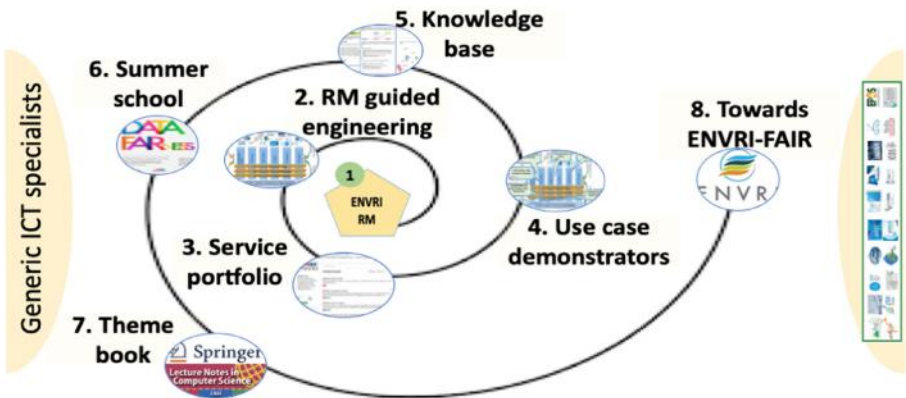 5. Knowledge
base
6. Summer
school
2. RM guided
engineering
8. Towards
ENVRI-FAIR
DATA
FAIRNESS
1
ENVRI
RM
ENVRI
Generic ICT specialists
3. Service
portfolio
4. Use case
demonstrators
7. Theme
book
Springer
Lecture Notes in
Computer Science
EPOS